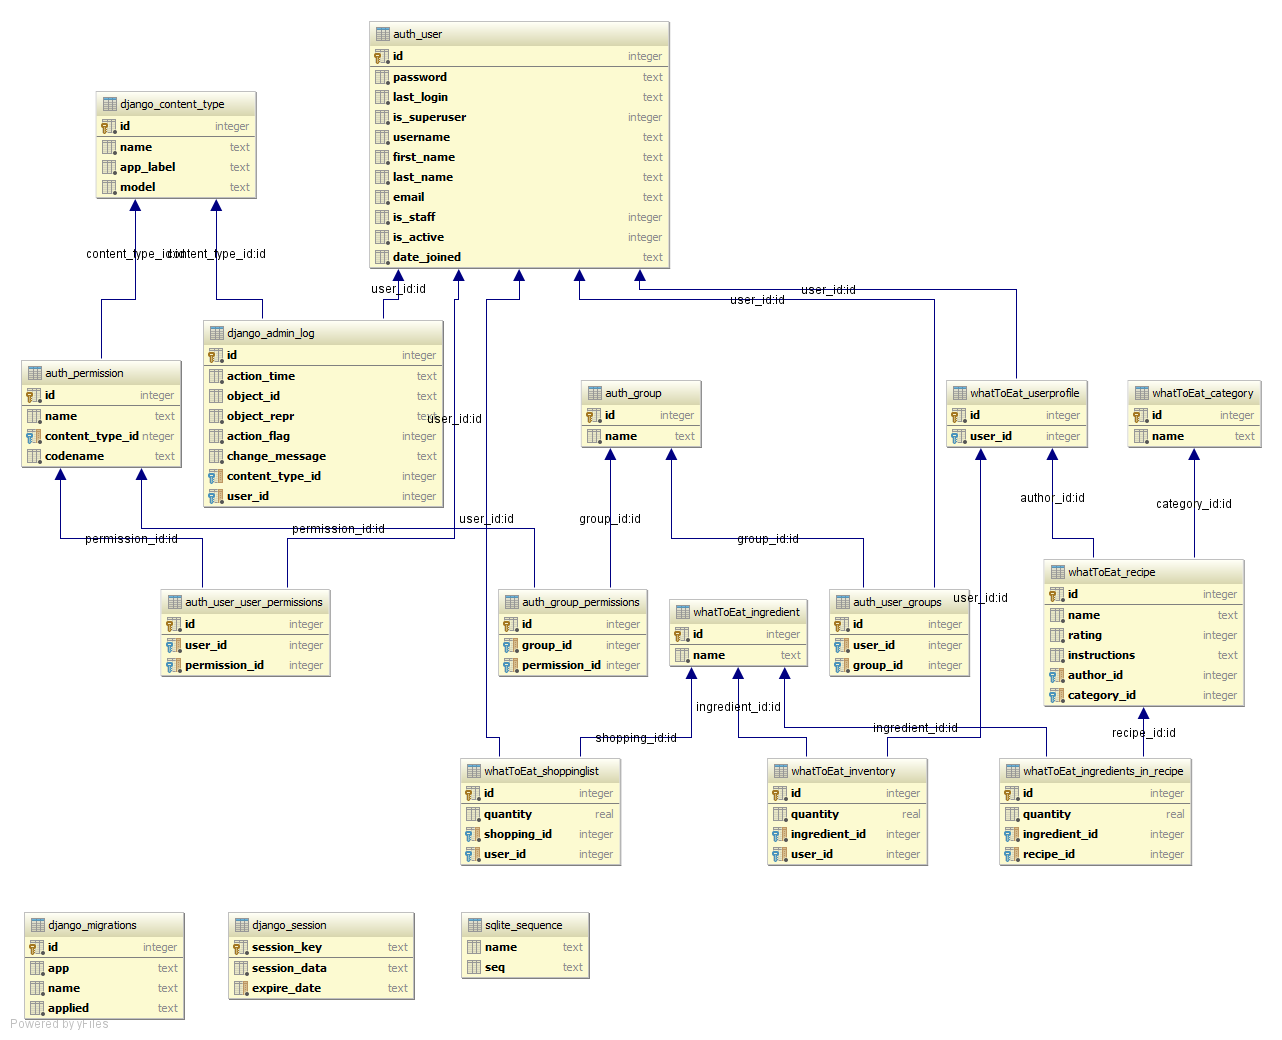 auth_user
id integer
password text
last_login text
is_superuser integer
username text
first_name text
last_name text
email text
is_staff integer
is_active integer
date_joined text
django_content_type
id integer
name text
app_label text
model text
content_type_id:id
content_type_id:id
user_id:id
user_id:id
user_id:id
django_admin_log
id integer
action_time text
object_id text
object_repr text
action_flag integer
change_message text
content_type_id integer
user_id integer
user_id:id
auth_permission
id integer
name text
content_type_id nteger
codename text
auth_group
id integer
name text
whatToEat_userprofile
id integer
user_id integer
whatToEat_category
id integer
name text
author_id:id
category_id:id
user_id:id
group_id:id
permission_id:id
permission_id:id
group_id:id
user_id:id
auth_user_user_permissions
id integer
user_id integer
permission_id integer
auth_group_permissions
id integer
group_id integer
permission_id integer
whatToEat_ingredient
id integer
name text
auth_user_groups
id integer
user_id integer
group_id integer
whatToEat_recipe
id integer
name text
rating integer
instructions text
author_id integer
category_id integer
ingredient_id:id
shopping_id:id
ingredient_id:id
recipe_id:id
whatToEat_shoppinglist
id integer
quantity real
shopping_id integer
user_id integer
whatToEat_inventory
id integer
quantity real
ingredient_id integer
user_id integer
whatToEat_ingredients_in_recipe
id integer
quantity real
ingredient_id integer
recipe_id integer
django_migrations
id integer
app text
name text
applied text
django_session
session_key text
session_data text
expire_date text
sqlite_sequence
name text
seq text
Powered by yFiles